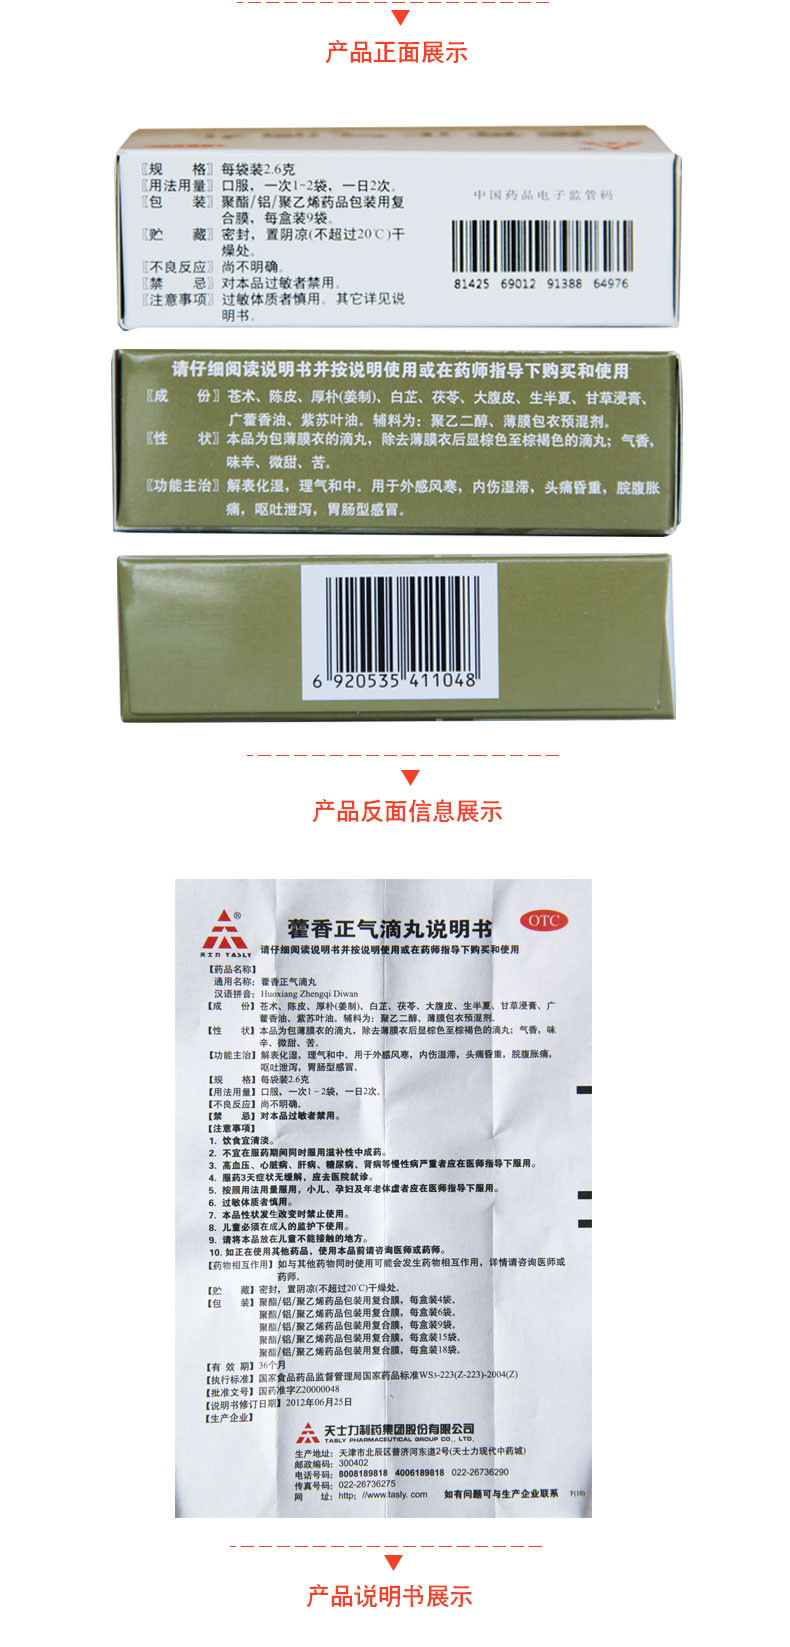 产品正面展示
〖规 格〗每袋装2.6克
〖用法用量〗口服，一次1-2袋，一日2次。
〖包 装〗聚酯/铝/聚乙烯药品包装用复
合膜，每盒装9袋。
〖贮 藏〗密封，置阴凉(不超过20℃)干
燥处。
〖不良反应〗尚不明确。
〖禁 忌〗对本品过敏者禁用。
〖注意事项〗过敏体质者慎用。其它详见说
明书。
中国药品电子监管码
81425 69012 91388 64976
请仔细阅读说明书并按说明使用或在药师指导下购买和使用
〖成 份〗苍术、陈皮、厚朴(姜制)、白芷、茯苓、大腹皮、生半夏、甘草浸膏、
广藿香油、紫苏叶油。辅料为：聚乙二醇、薄膜包衣预混剂。
〖性 状〗本品为包薄膜衣的滴丸，除去薄膜衣后显棕色至棕褐色的滴丸；气香，
味辛、微甜、苦。
〖功能主治〗解表化湿，理气和中。用于外感风寒，内伤湿滞，头痛昏重，脘腹胀
痛，呕吐泄泻，胃肠型感冒。
6 920535 411048
产品反面信息展示
®
天士力 TASLY
藿香正气滴丸说明书
OTC
请仔细阅读说明书并按说明使用或在药师指导下购买和使用
【药品名称】
通用名称：藿香正气滴丸
汉语拼音：Huoxiang Zhengqi Diwan
【成 份】苍术、陈皮、厚朴(姜制)、白芷、茯苓、大腹皮、生半夏、甘草浸膏、广
藿香油、紫苏叶油。辅料为：聚乙二醇、薄膜包衣预混剂。
【性 状】本品为包薄膜衣的滴丸，除去薄膜衣后显棕色至棕褐色的滴丸；气香，味
辛、微甜、苦。
【功能主治】解表化湿，理气和中。用于外感风寒，内伤湿滞，头痛昏重，脘腹胀痛，
呕吐泄泻，胃肠型感冒。
【规 格】每袋装2.6克
【用法用量】口服，一次1－2袋，一日2次。
【不良反应】尚不明确。
【禁 忌】对本品过敏者禁用。
【注意事项】
1. 饮食宜清淡。
2. 不宜在服药期间同时服用滋补性中成药。
3. 高血压、心脏病、肝病、糖尿病、肾病等慢性病严重者应在医师指导下服用。
4. 服药3天症状无缓解，应去医院就诊。
5. 按照用法用量服用，小儿、孕妇及年老体虚者应在医师指导下服用。
6. 过敏体质者慎用。
7. 本品性状发生改变时禁止使用。
8. 儿童必须在成人的监护下使用。
9. 请将本品放在儿童不能接触的地方。
10. 如正在使用其他药品，使用本品前请咨询医师或药师。
【药物相互作用】如与其他药物同时使用可能会发生药物相互作用，详情请咨询医师或
药师。
【贮 藏】密封，置阴凉(不超过20℃)干燥处。
【包 装】聚酯/铝/聚乙烯药品包装用复合膜，每盒装4袋。
聚酯/铝/聚乙烯药品包装用复合膜，每盒装6袋。
聚酯/铝/聚乙烯药品包装用复合膜，每盒装9袋。
聚酯/铝/聚乙烯药品包装用复合膜，每盒装15袋。
聚酯/铝/聚乙烯药品包装用复合膜，每盒装18袋。
【有 效 期】36个月
【执行标准】国家食品药品监督管理局国家药品标准WS3-223(Z-223)-2004(Z)
【批准文号】国药准字Z20000048
【说明书修订日期】2012年06月25日
【生产企业】
天士力制药集团股份有限公司
TASLY PHARMACEUTICAL GROUP CO., LTD.
生产地址：天津市北辰区普济河东道2号(天士力现代中药城)
邮政编码：300402
电话号码：8008189818 4006189818 022-26736290
传真号码：022-26736275
网 址：http: //www.tasly. com 如有问题可与生产企业联系 F(10)
产品说明书展示